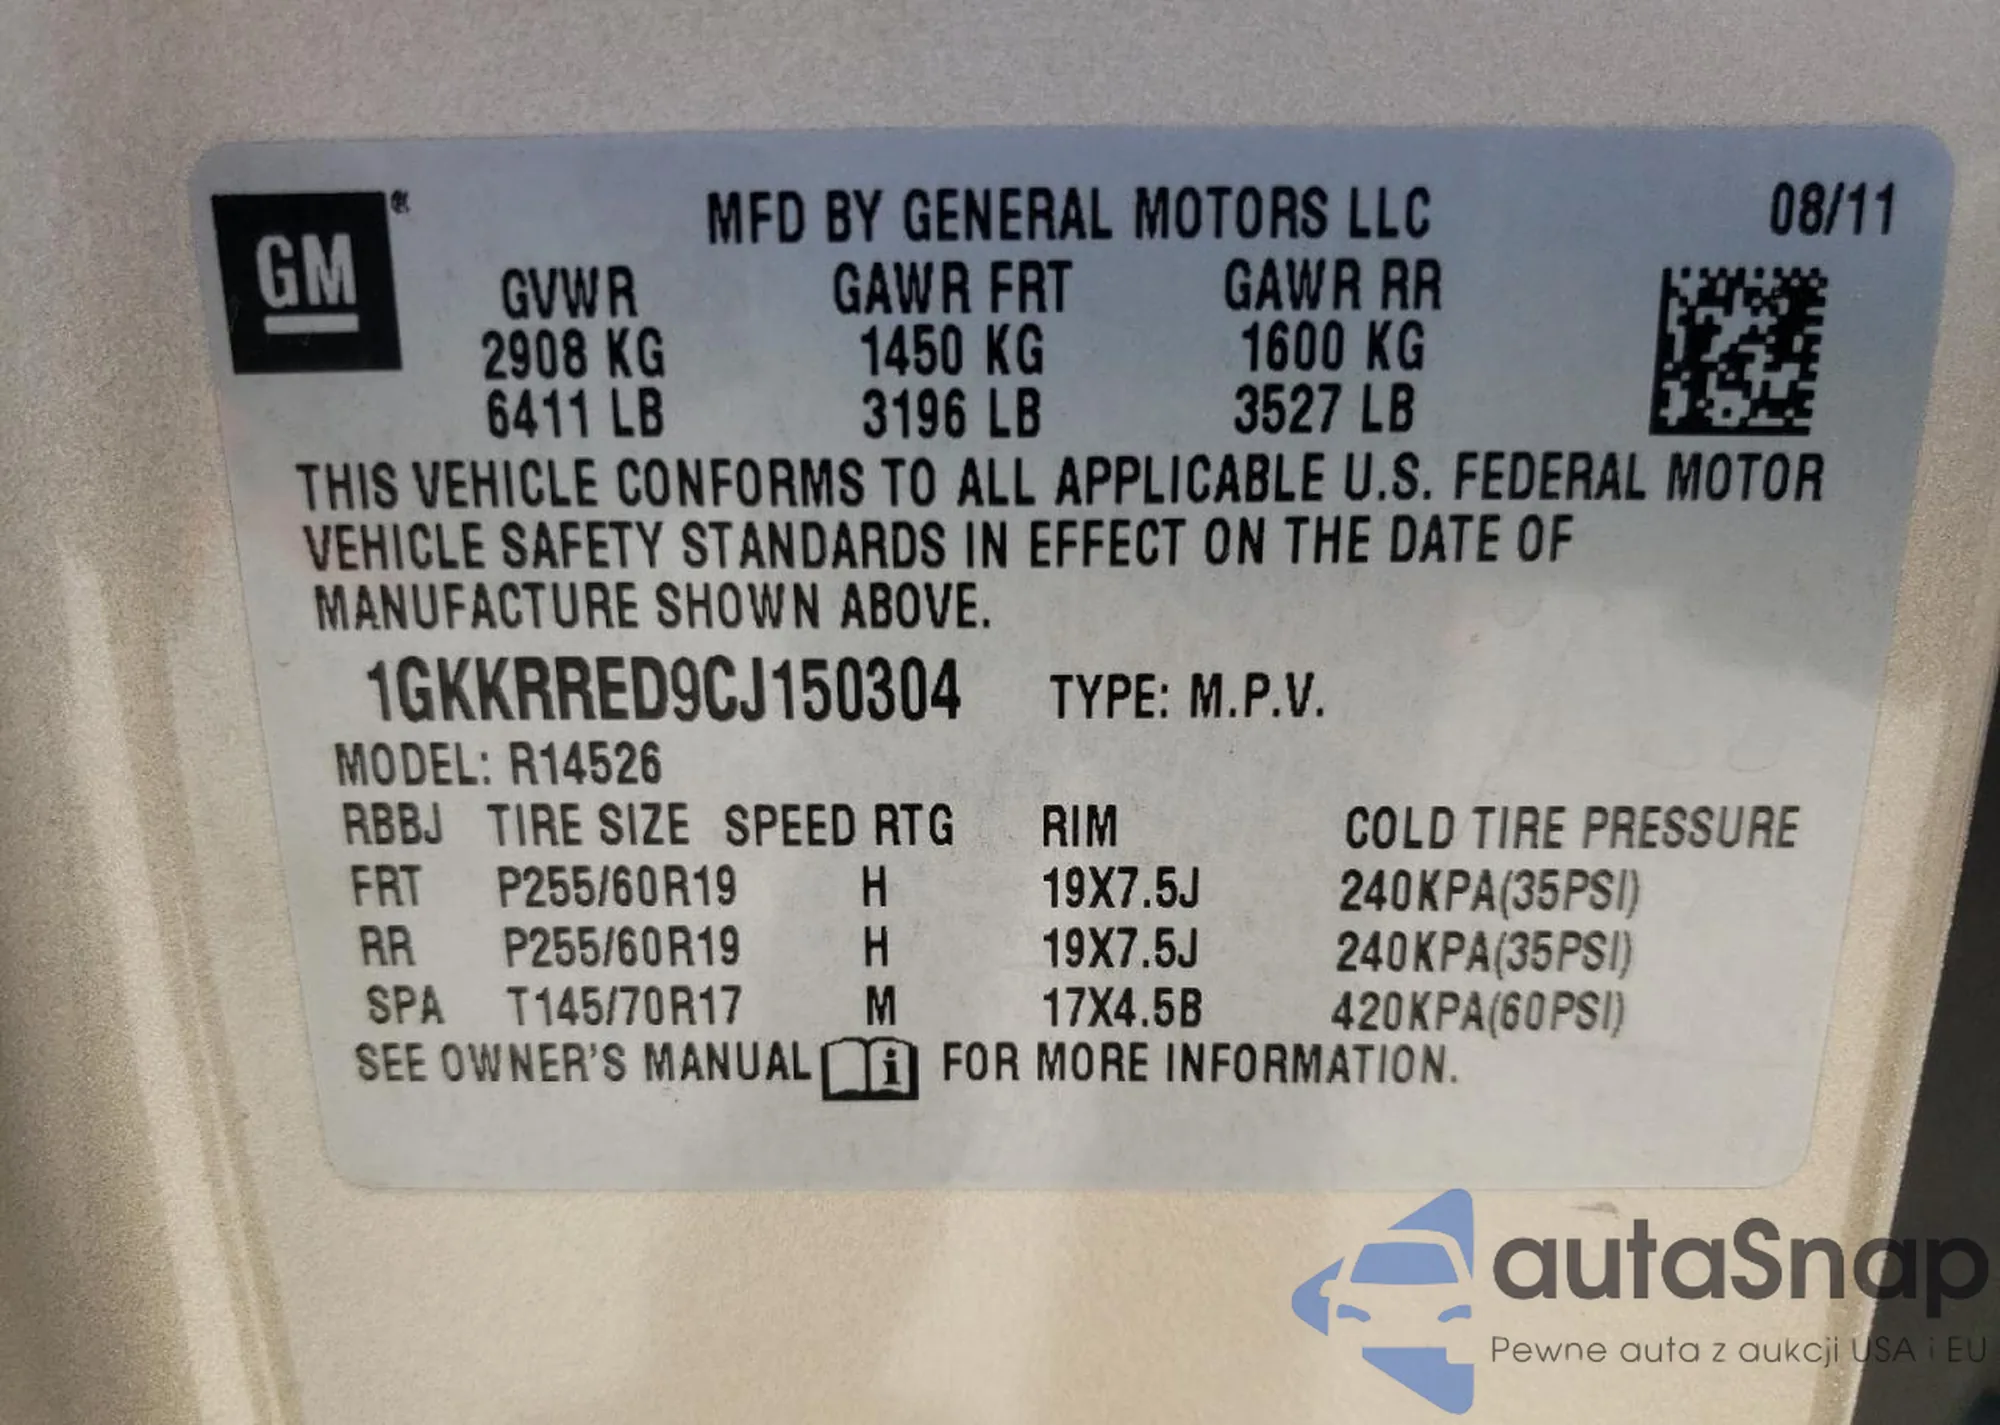 GM®
MFD BY GENERAL MOTORS LLC 08/11
GVWR GAWR FRT GAWR RR
2908 KG 1450 KG 1600 KG
6411 LB 3196 LB 3527 LB
THIS VEHICLE CONFORMS TO ALL APPLICABLE U.S. FEDERAL MOTOR
VEHICLE SAFETY STANDARDS IN EFFECT ON THE DATE OF
MANUFACTURE SHOWN ABOVE.
1GKKRRED9CJ150304 TYPE: M.P.V.
MODEL: R14526
RBBJ TIRE SIZE SPEED RTG RIM COLD TIRE PRESSURE
FRT P255/60R19 H 19X7.5J 240KPA(35PSI)
RR P255/60R19 H 19X7.5J 240KPA(35PSI)
SPA T145/70R17 M 17X4.5B 420KPA(60PSI)
SEE OWNER'S MANUAL i FOR MORE INFORMATION.
autaSnap
Pewne auta z aukcji USA i EU